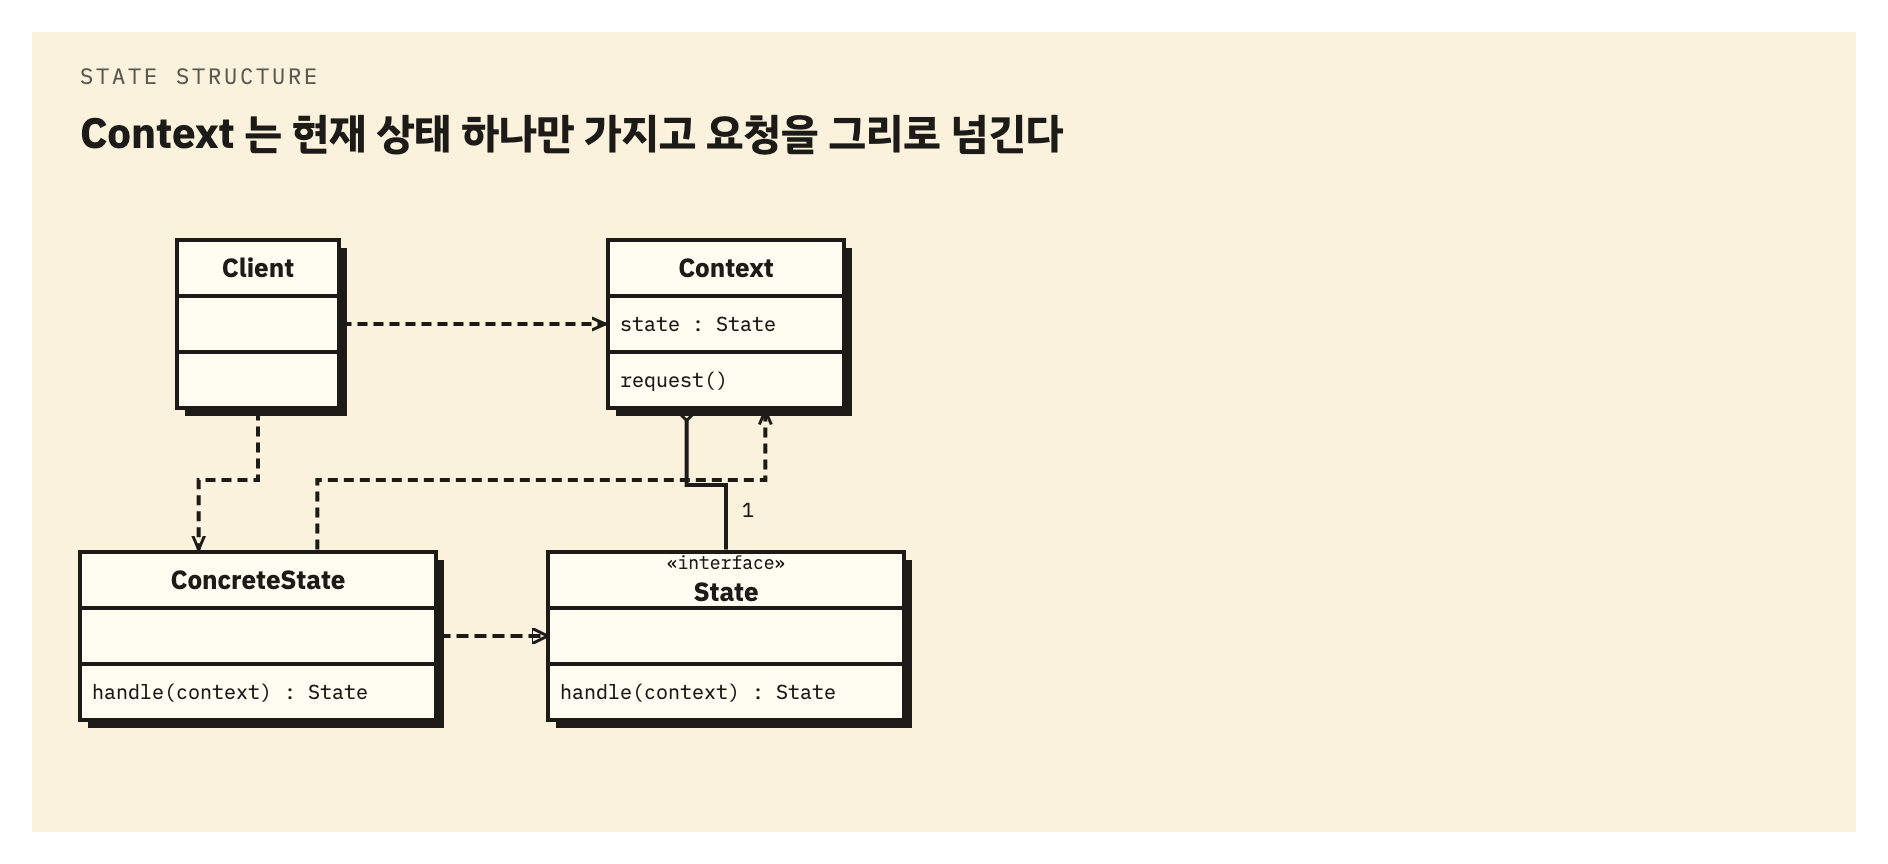 STATE STRUCTURE
Context 는 현재 상태 하나만 가지고 요청을 그리로 넘긴다
Client
Context
state : State
request()
1
ConcreteState
handle(context) : State
«interface»
State
handle(context) : State